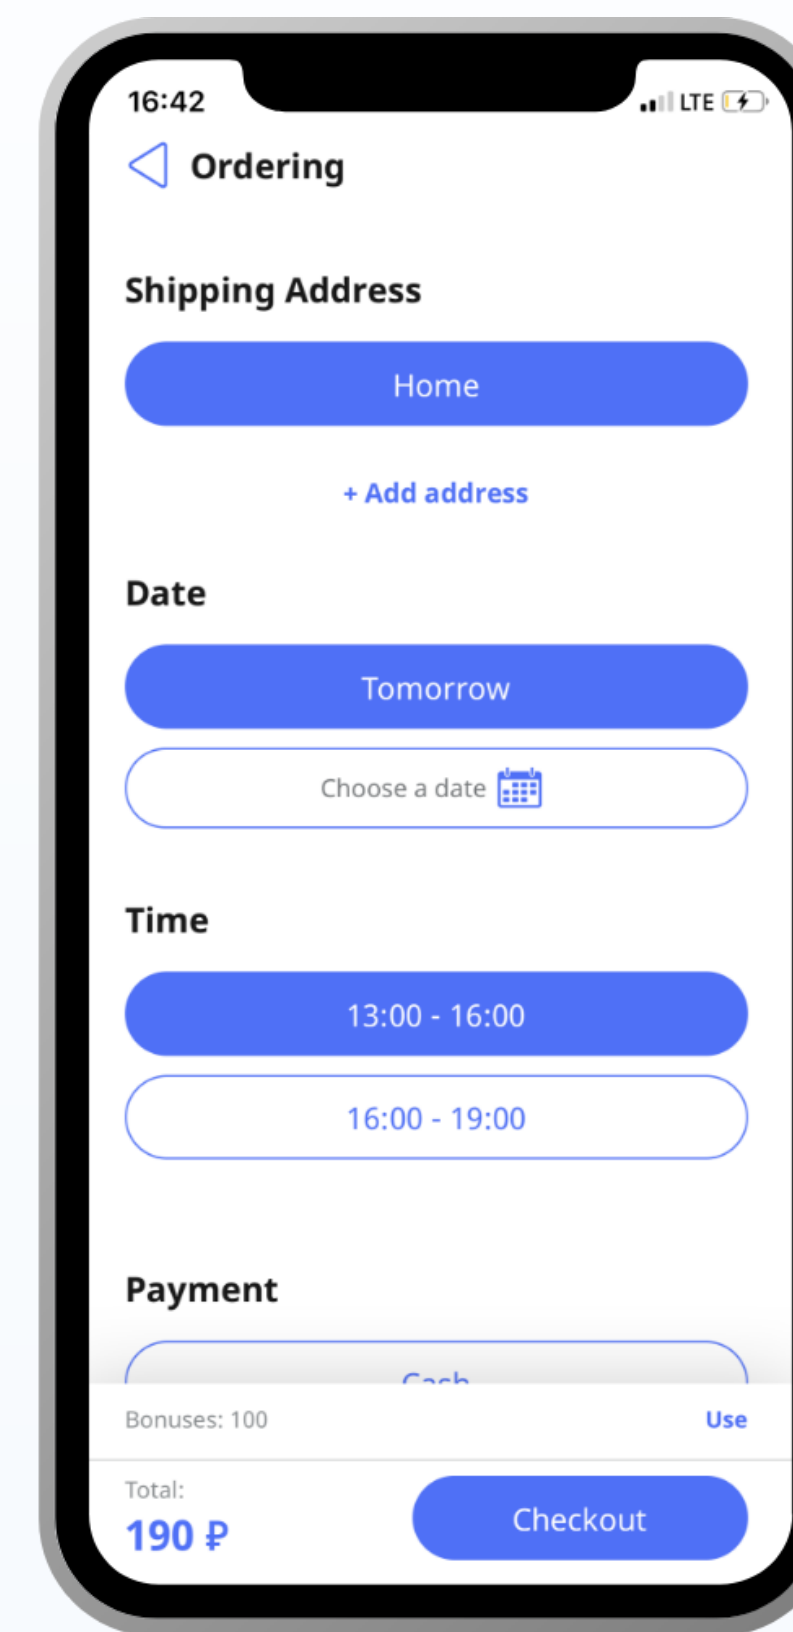 16:42
LTE
Ordering
Shipping Address
Home
+ Add address
Date
Tomorrow
Choose a date
Time
13:00 - 16:00
16:00 - 19:00
Payment
Cash
Bonuses: 100
Use
Total:
190 ₽
Checkout